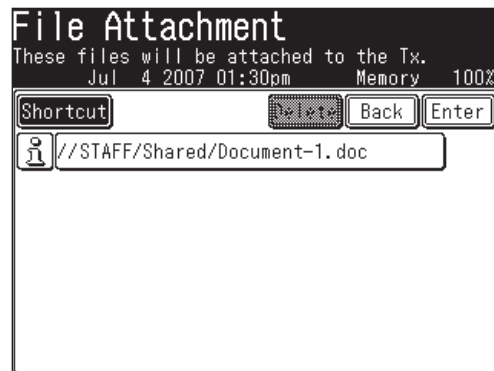 File Attachment
These files will be attached to the Tx.
Jul 4 2007 01:30pm Memory 100%
Shortcut Delete Back Enter
//STAFF/Shared/Document-1.doc